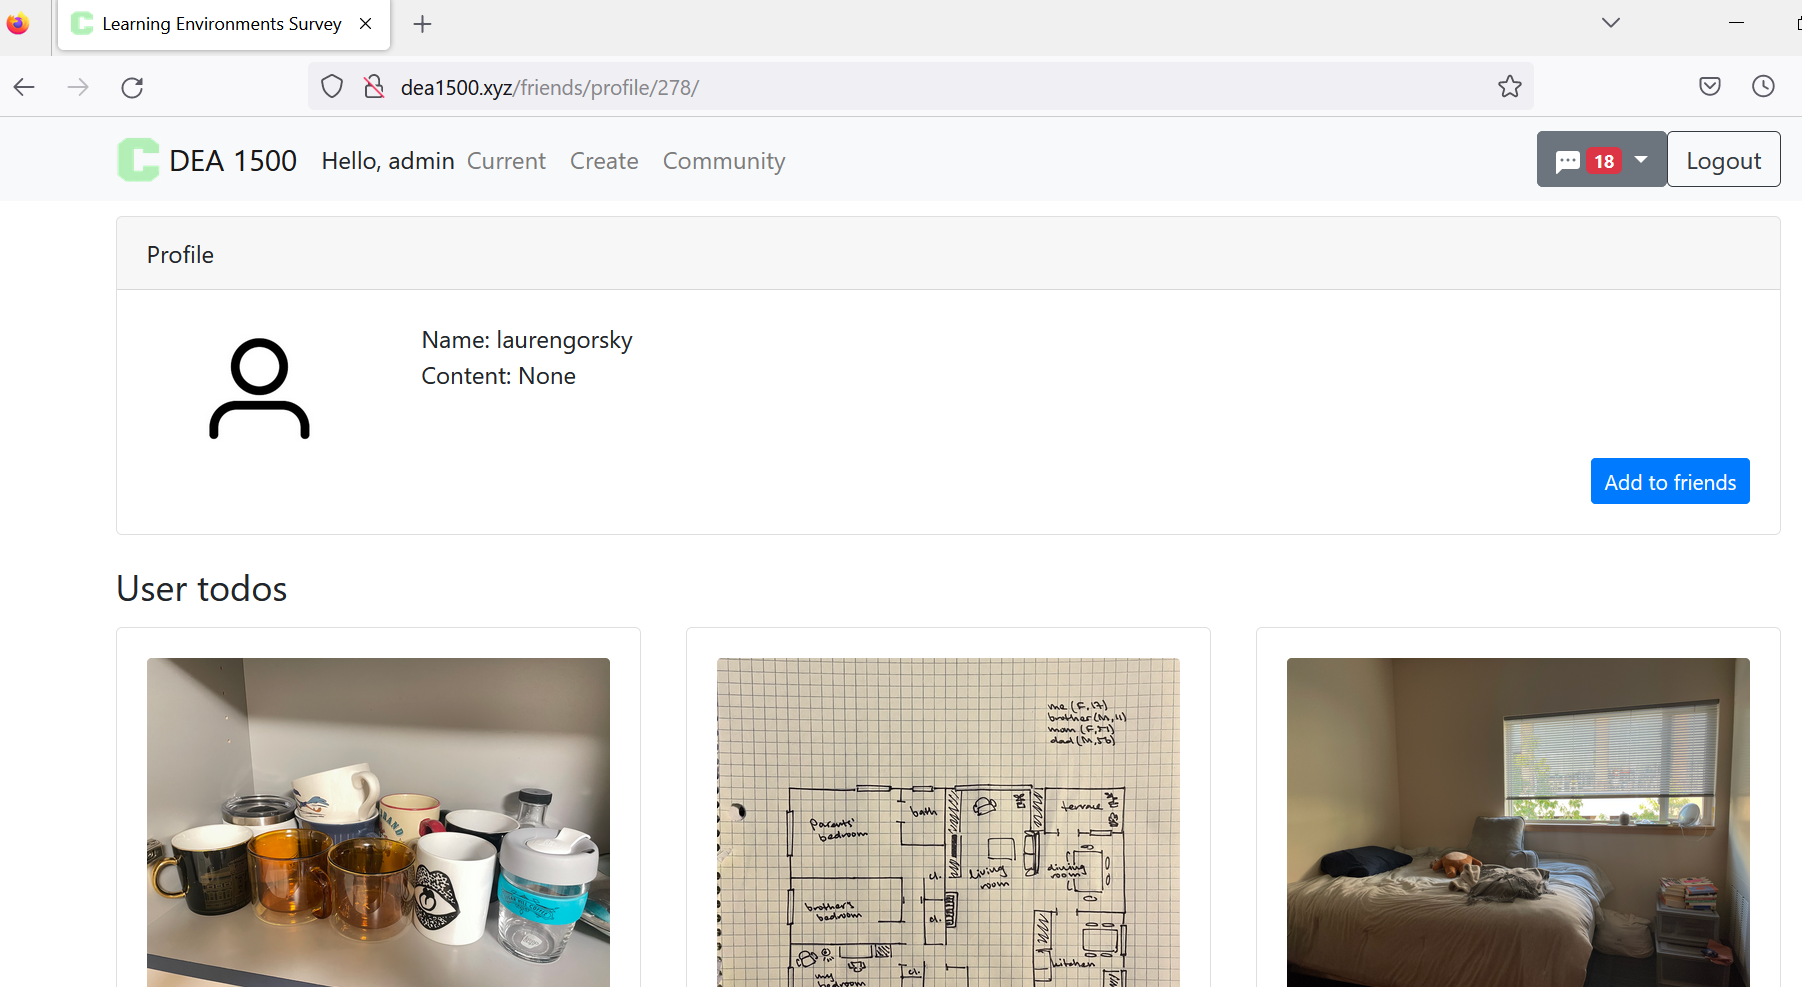 Learning Environments Survey
dea1500.xyz/friends/profile/278/
DEA 1500
Hello, admin
Current
Create
Community
18
Logout
Profile
Name: laurengorsky
Content: None
Add to friends
User todos
me (F, 17)
brother (M, 11)
mom (F, 51)
dad (M, 56)
parents'
bedroom
bath
terrace
living
room
dining
room
cl.
brother's
bedroom
cl.
kitchen
my
bedroom
cl.